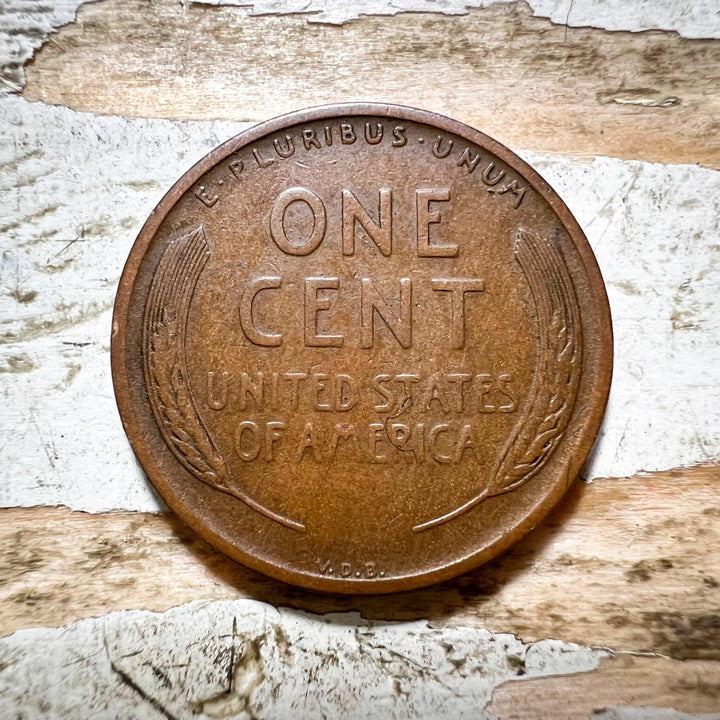 E·PLURIBUS·UNUM
ONE
CENT
UNITED STATES
OF AMERICA
V.D.B.